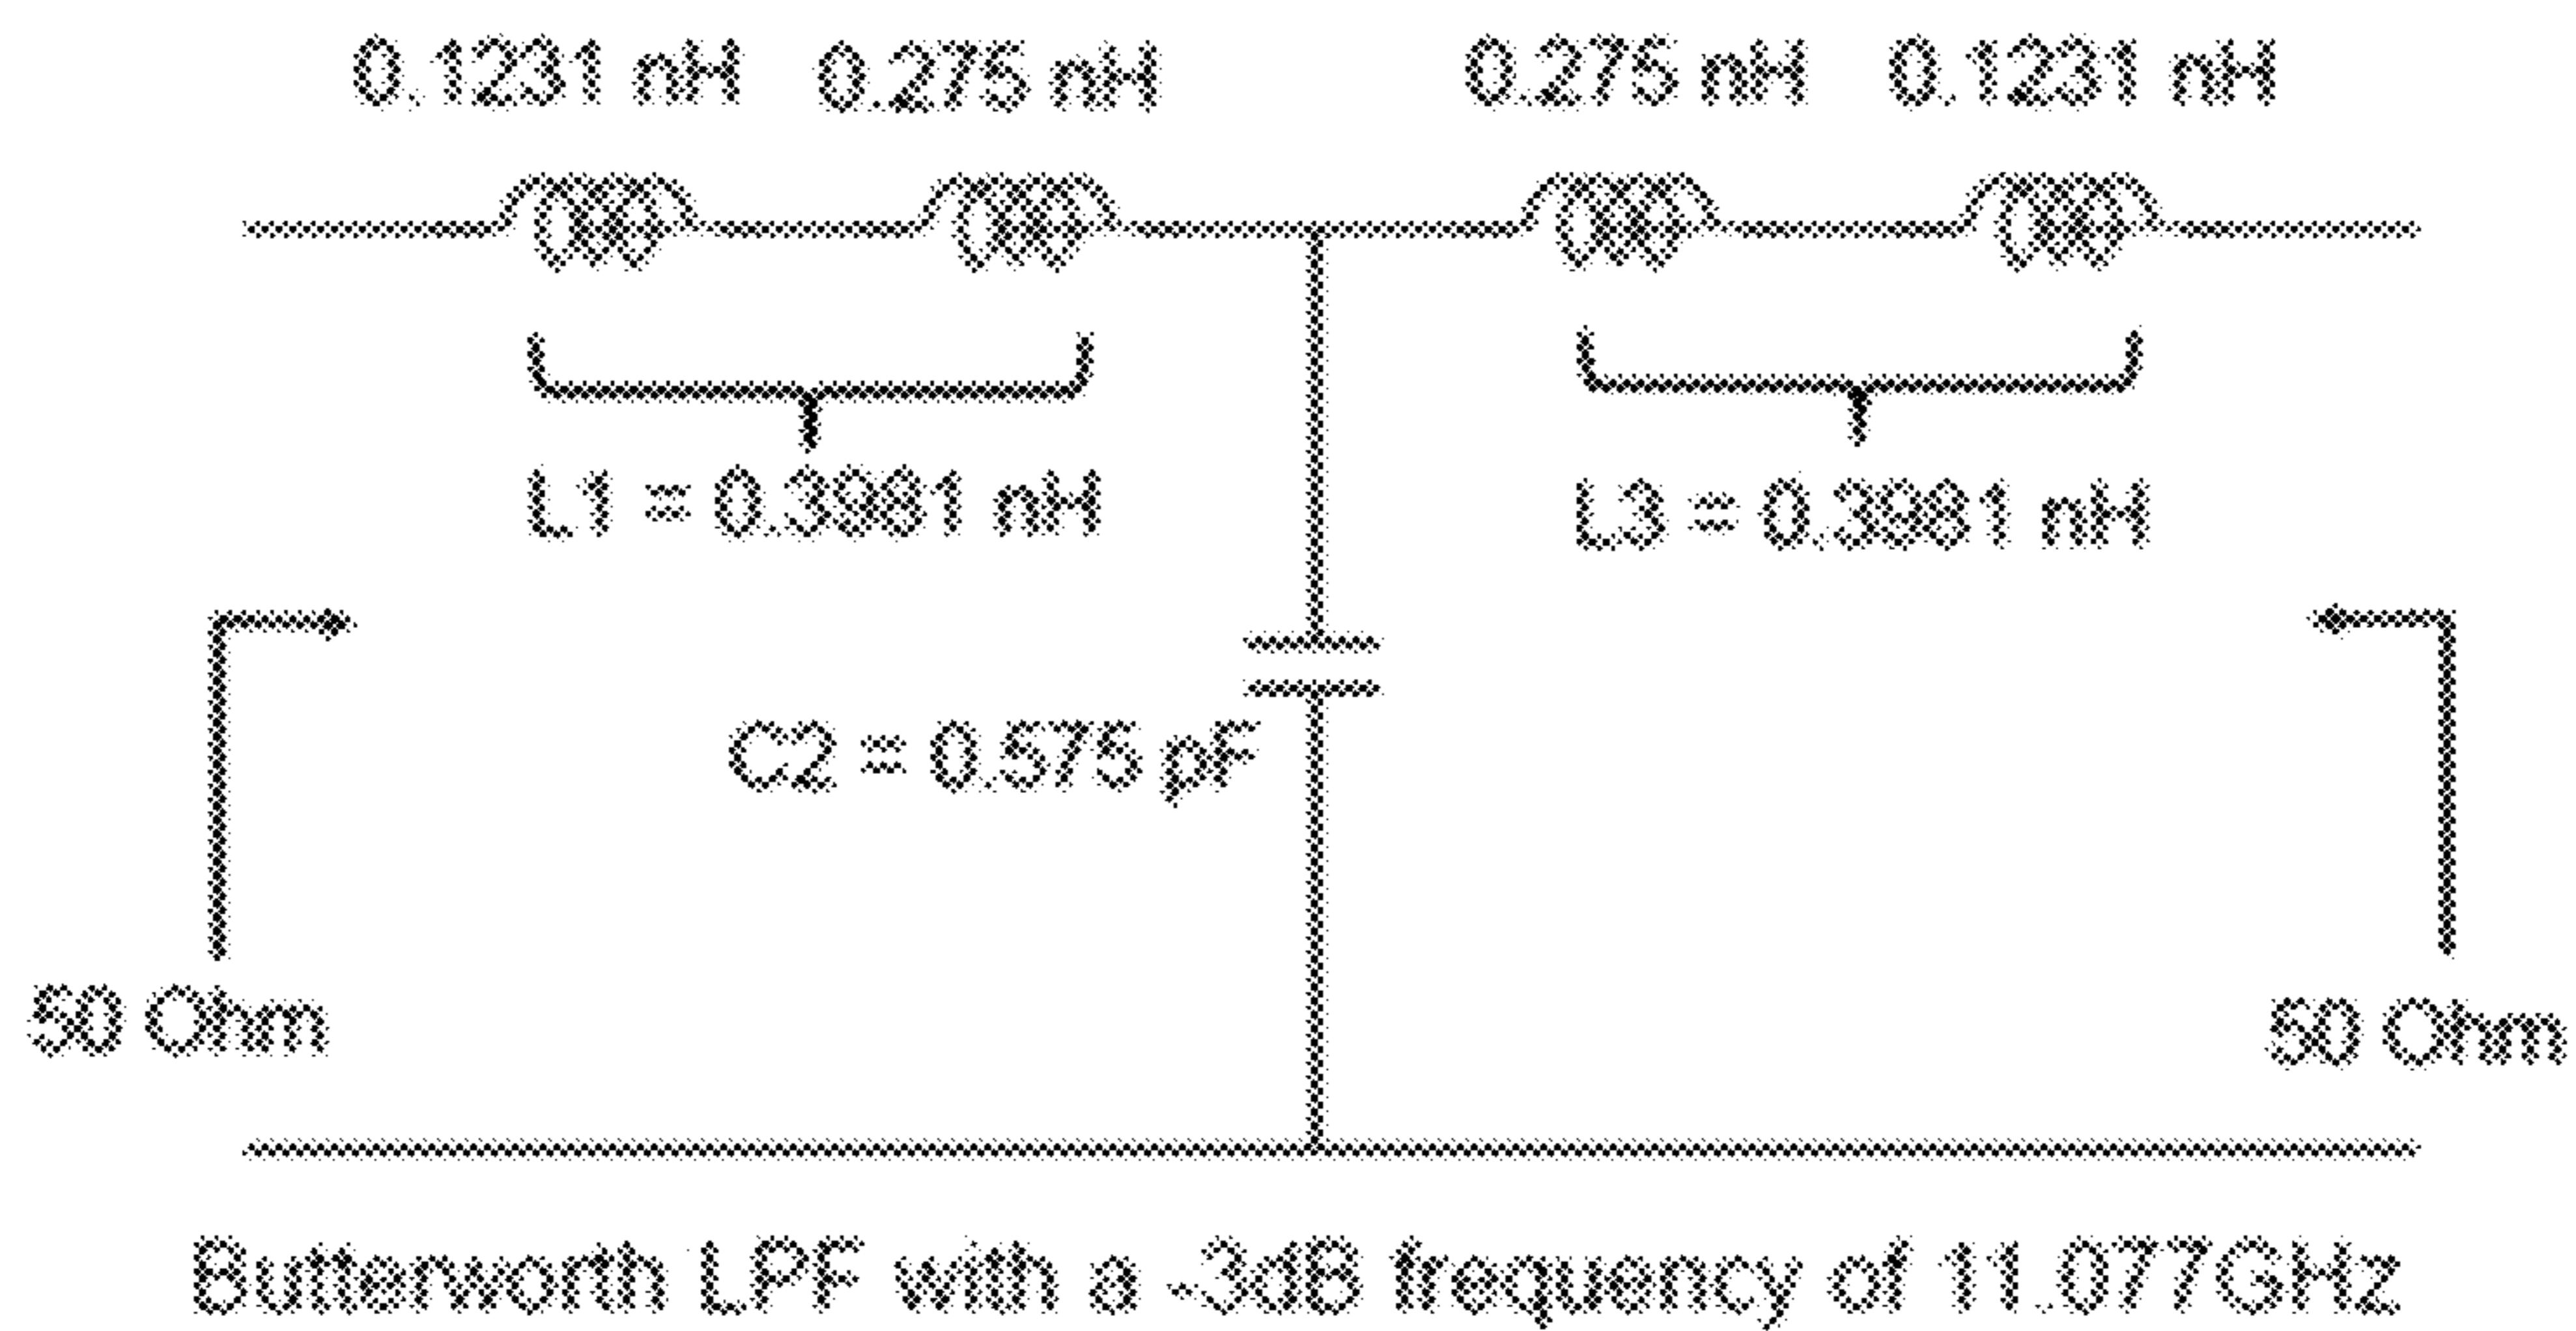 0.1231 nH 0.275 nH 0.275 nH 0.1231 nH
L1 = 0.3981 nH L3 = 0.3981 nH
C2 = 0.575 pF
50 Ohm 50 Ohm
Butterworth LPF with a -3dB frequency of 11.077GHz